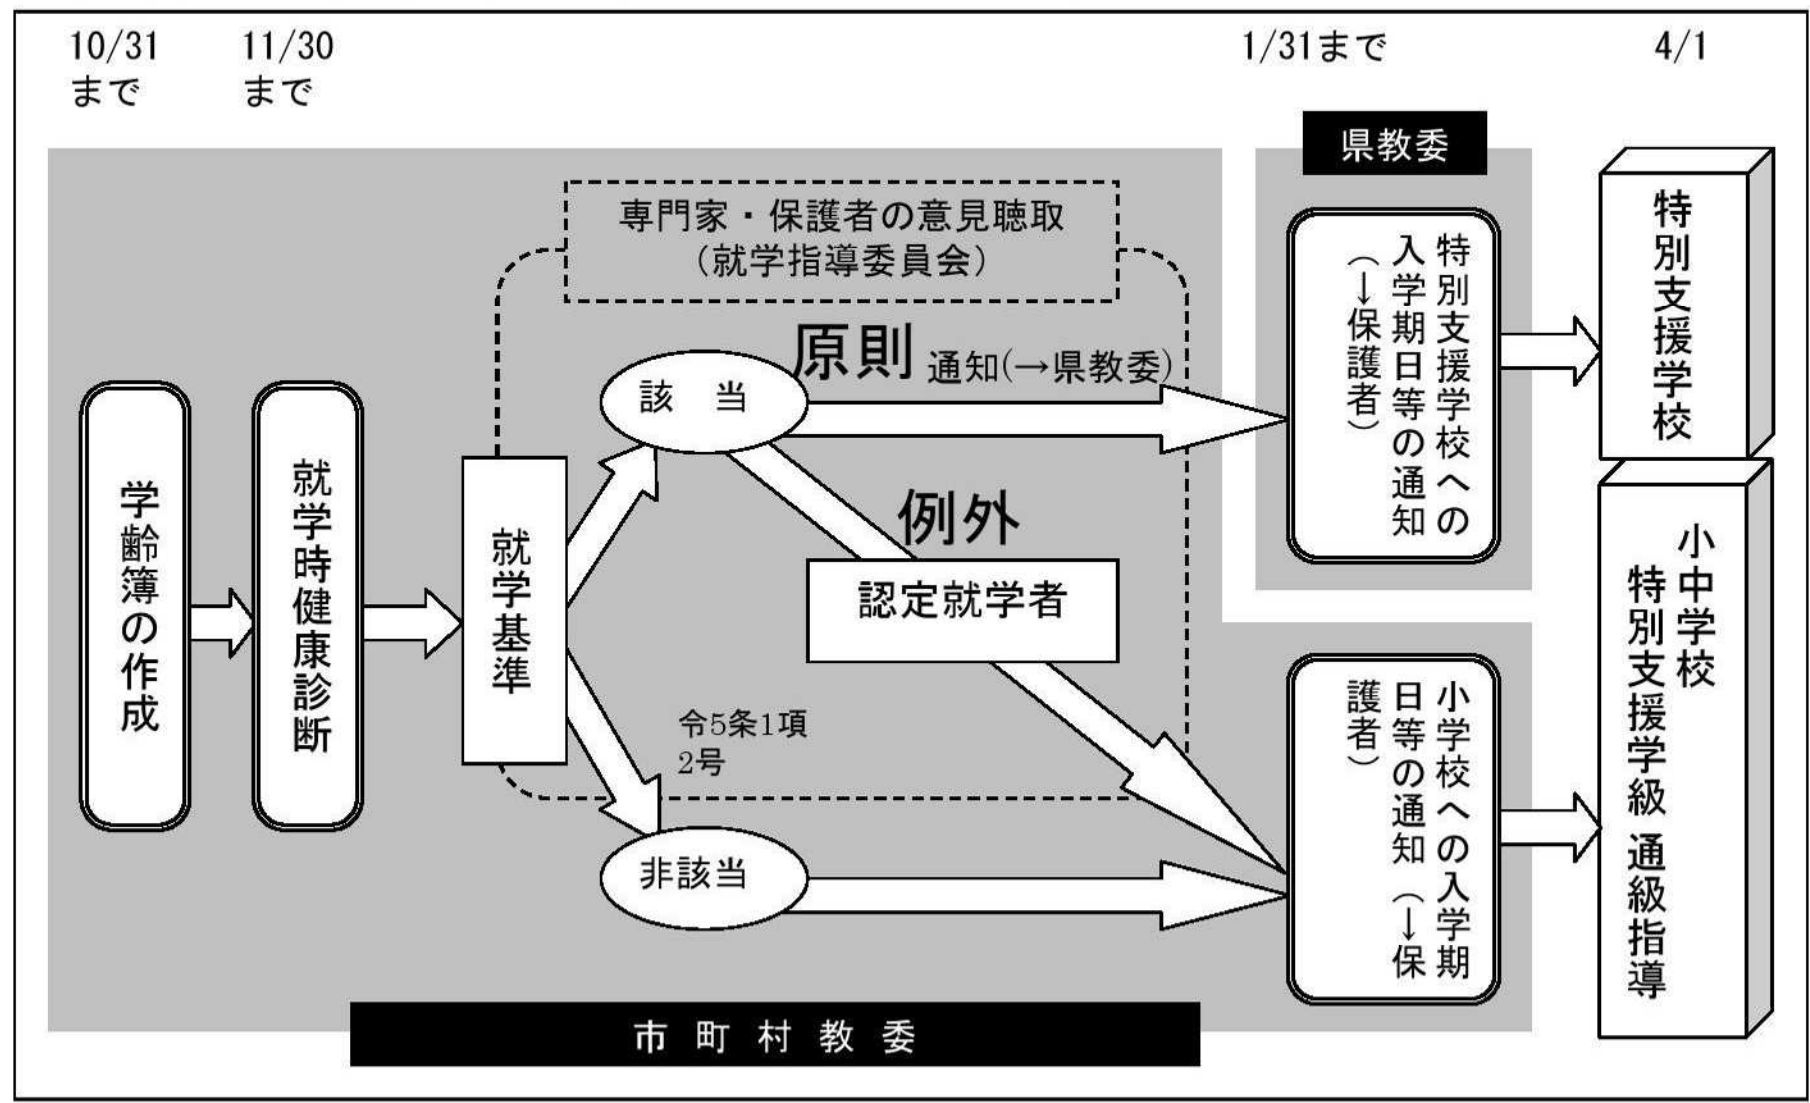 10/31
まで
11/30
まで
1/31まで
4/1
県教委
専門家・保護者の意見聴取
（就学指導委員会）
原則
通知(→県教委)
該　当
例外
認定就学者
学齢簿の作成
就学時健康診断
就学基準
令5条1項
2号
非該当
特別支援学校への
入学期日等の通知
（→保護者）
小学校への入学期
日等の通知（→保
護者）
特別支援学校
小中学校
特別支援学級 通級指導
市町村教委